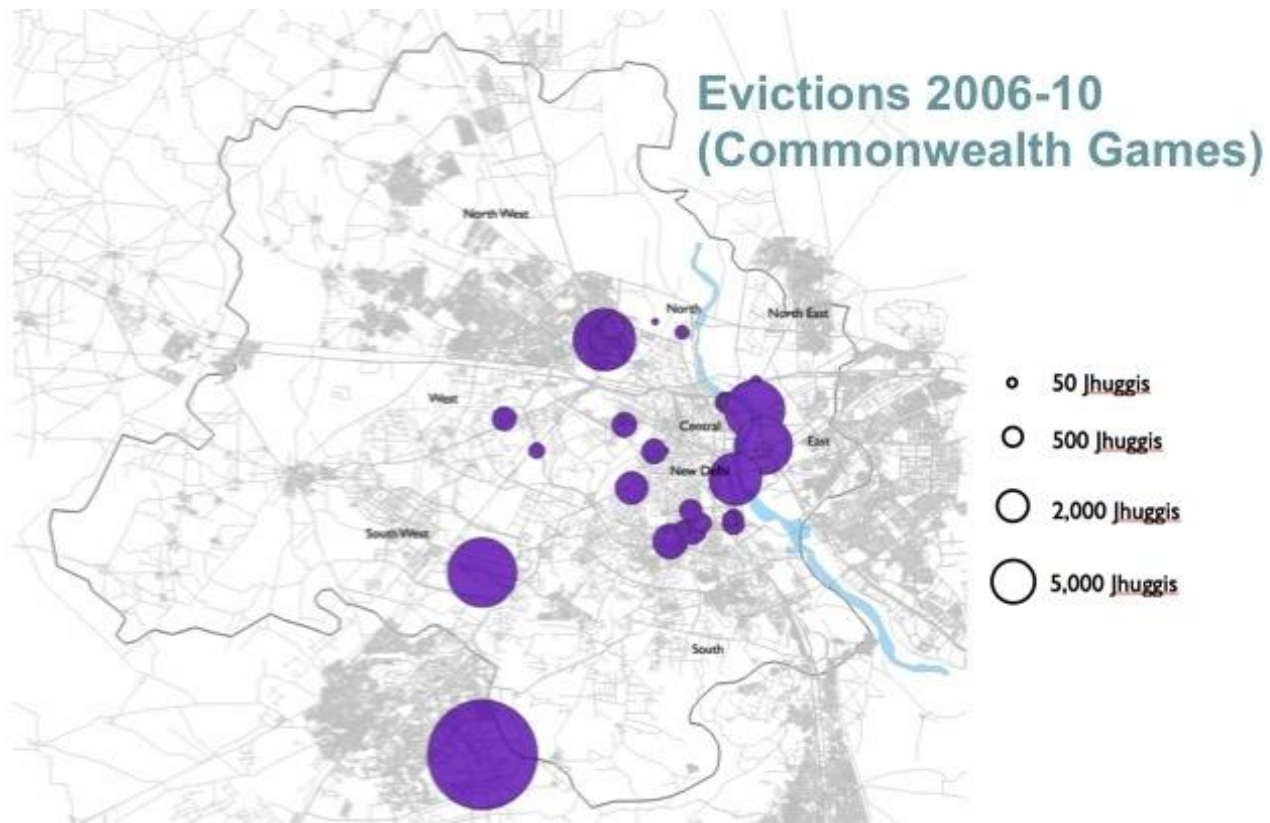 Evictions 2006-10
(Commonwealth Games)
North West
North
North East
West
Central
East
New Delhi
South West
South
50 Jhuggis
500 Jhuggis
2,000 Jhuggis
5,000 Jhuggis